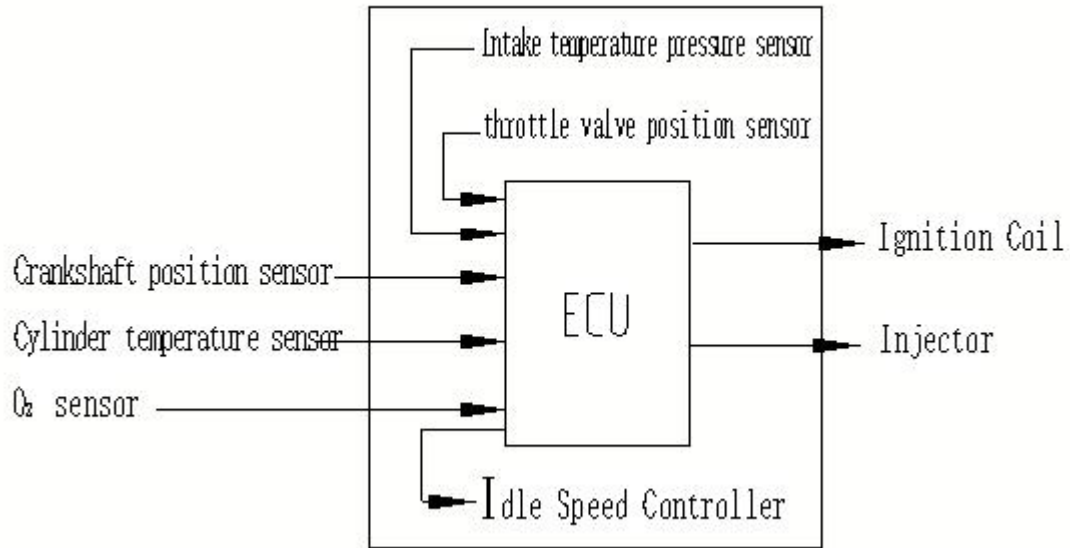 Intake temperature pressure sensor
throttle valve position sensor
Crankshaft position sensor
Cylinder temperature sensor
O₂ sensor
ECU
Ignition Coil
Injector
Idle Speed Controller